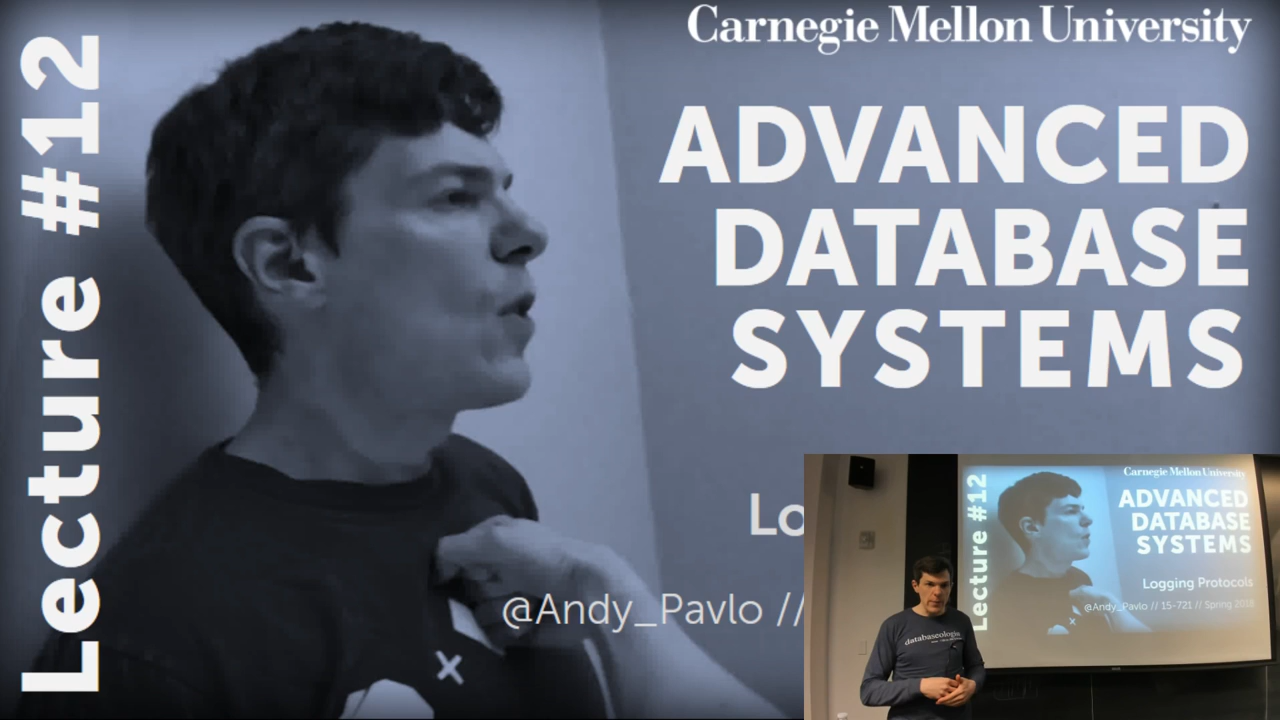 Lecture #12
Carnegie Mellon University
ADVANCED
DATABASE
SYSTEMS
Lo
@Andy_Pavlo //
Lecture #12
Carnegie Mellon University
ADVANCED
DATABASE
SYSTEMS
Logging Protocols
@Andy_Pavlo // 15-721 // Spring 2018
databaseologist